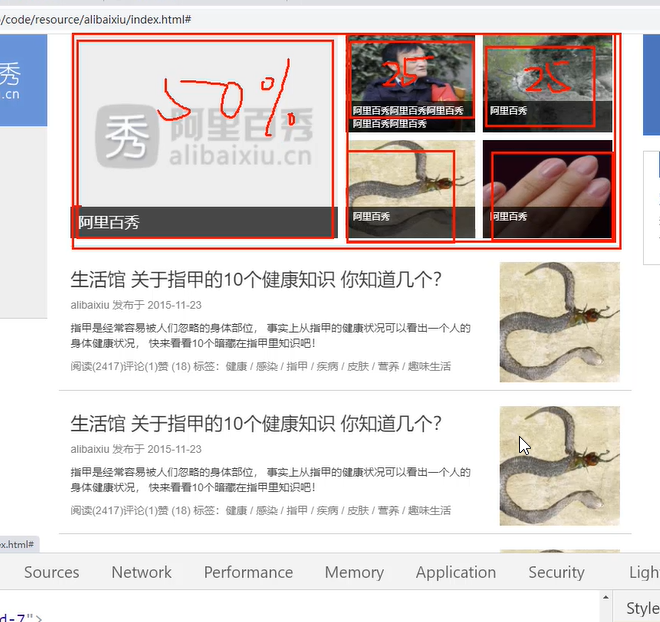 /code/resource/alibaixiu/index.html#
秀
.cn
50%
25
25
秀 阿里百秀
alibaixiu.cn
阿里百秀
阿里百秀阿里百秀阿里百秀
阿里百秀阿里百秀
阿里百秀
阿里百秀
阿里百秀
生活馆 关于指甲的10个健康知识 你知道几个?
alibaixiu 发布于 2015-11-23
指甲是经常容易被人们忽略的身体部位， 事实上从指甲的健康状况可以看出一个人的
身体健康状况， 快来看看10个暗藏在指甲里知识吧!
阅读(2417)评论(1)赞 (18) 标签：健康 / 感染 / 指甲 / 疾病 / 皮肤 / 营养 / 趣味生活
生活馆 关于指甲的10个健康知识 你知道几个?
alibaixiu 发布于 2015-11-23
指甲是经常容易被人们忽略的身体部位， 事实上从指甲的健康状况可以看出一个人的
身体健康状况， 快来看看10个暗藏在指甲里知识吧!
阅读(2417)评论(1)赞 (18) 标签：健康 / 感染 / 指甲 / 疾病 / 皮肤 / 营养 / 趣味生活
ex.html#
Sources Network Performance Memory Application Security Ligh
d-7">
Style